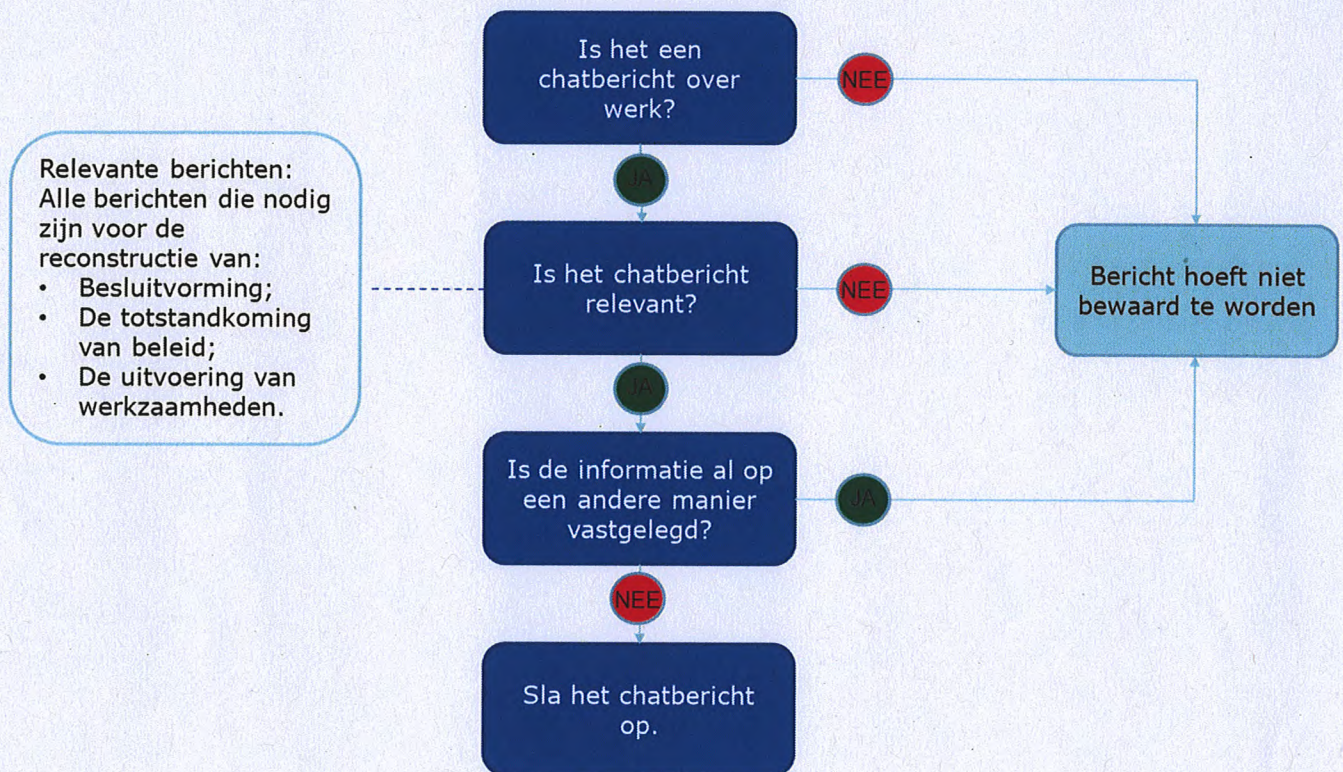 Is het een
chatbericht over
werk?
NEE
JA
Relevante berichten:
Alle berichten die nodig
zijn voor de
reconstructie van:
• Besluitvorming;
• De totstandkoming
van beleid;
• De uitvoering van
werkzaamheden.
Is het chatbericht
relevant?
NEE
Bericht hoeft niet
bewaard te worden
JA
Is de informatie al op
een andere manier
vastgelegd?
JA
NEE
Sla het chatbericht
op.